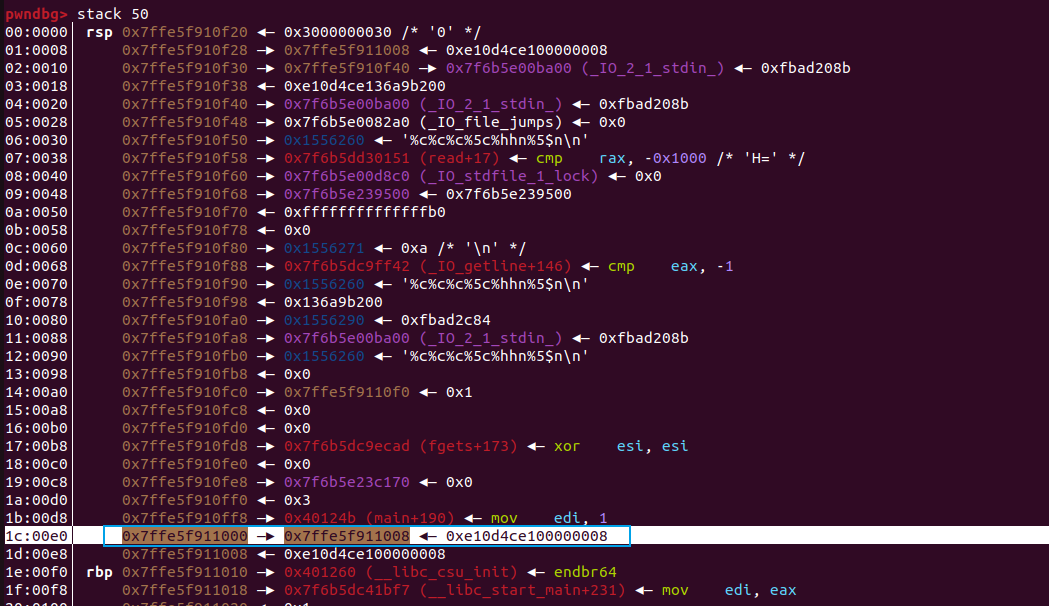 pwndbg> stack 50
00:0000│ rsp 0x7ffe5f910f20 ◂— 0x3000000030 /* '0' */
01:0008│     0x7ffe5f910f28 —▸ 0x7ffe5f911008 ◂— 0xe10d4ce100000008
02:0010│     0x7ffe5f910f30 —▸ 0x7ffe5f910f40 —▸ 0x7f6b5e00ba00 (_IO_2_1_stdin_) ◂— 0xfbad208b
03:0018│     0x7ffe5f910f38 ◂— 0xe10d4ce136a9b200
04:0020│     0x7ffe5f910f40 —▸ 0x7f6b5e00ba00 (_IO_2_1_stdin_) ◂— 0xfbad208b
05:0028│     0x7ffe5f910f48 —▸ 0x7f6b5e0082a0 (_IO_file_jumps) ◂— 0x0
06:0030│     0x7ffe5f910f50 —▸ 0x1556260 ◂— '%c%c%c%5c%hhn%5$n\n'
07:0038│     0x7ffe5f910f58 —▸ 0x7f6b5dd30151 (read+17) ◂— cmp    rax, -0x1000 /* 'H=' */
08:0040│     0x7ffe5f910f60 —▸ 0x7f6b5e00d8c0 (_IO_stdfile_1_lock) ◂— 0x0
09:0048│     0x7ffe5f910f68 —▸ 0x7f6b5e239500 ◂— 0x7f6b5e239500
0a:0050│     0x7ffe5f910f70 ◂— 0xffffffffffffffb0
0b:0058│     0x7ffe5f910f78 ◂— 0x0
0c:0060│     0x7ffe5f910f80 —▸ 0x1556271 ◂— 0xa /* '\n' */
0d:0068│     0x7ffe5f910f88 —▸ 0x7f6b5dc9ff42 (_IO_getline+146) ◂— cmp    eax, -1
0e:0070│     0x7ffe5f910f90 —▸ 0x1556260 ◂— '%c%c%c%5c%hhn%5$n\n'
0f:0078│     0x7ffe5f910f98 ◂— 0x136a9b200
10:0080│     0x7ffe5f910fa0 —▸ 0x1556290 ◂— 0xfbad2c84
11:0088│     0x7ffe5f910fa8 —▸ 0x7f6b5e00ba00 (_IO_2_1_stdin_) ◂— 0xfbad208b
12:0090│     0x7ffe5f910fb0 —▸ 0x1556260 ◂— '%c%c%c%5c%hhn%5$n\n'
13:0098│     0x7ffe5f910fb8 ◂— 0x0
14:00a0│     0x7ffe5f910fc0 —▸ 0x7ffe5f9110f0 ◂— 0x1
15:00a8│     0x7ffe5f910fc8 ◂— 0x0
16:00b0│     0x7ffe5f910fd0 ◂— 0x0
17:00b8│     0x7ffe5f910fd8 —▸ 0x7f6b5dc9ecad (fgets+173) ◂— xor    esi, esi
18:00c0│     0x7ffe5f910fe0 ◂— 0x0
19:00c8│     0x7ffe5f910fe8 —▸ 0x7f6b5e23c170 ◂— 0x0
1a:00d0│     0x7ffe5f910ff0 ◂— 0x3
1b:00d8│     0x7ffe5f910ff8 —▸ 0x40124b (main+190) ◂— mov    edi, 1
1c:00e0│     0x7ffe5f911000 —▸ 0x7ffe5f911008 ◂— 0xe10d4ce100000008
1d:00e8│     0x7ffe5f911008 ◂— 0xe10d4ce100000008
1e:00f0│ rbp 0x7ffe5f911010 —▸ 0x401260 (__libc_csu_init) ◂— endbr64
1f:00f8│     0x7ffe5f911018 —▸ 0x7f6b5dc41bf7 (__libc_start_main+231) ◂— mov    edi, eax